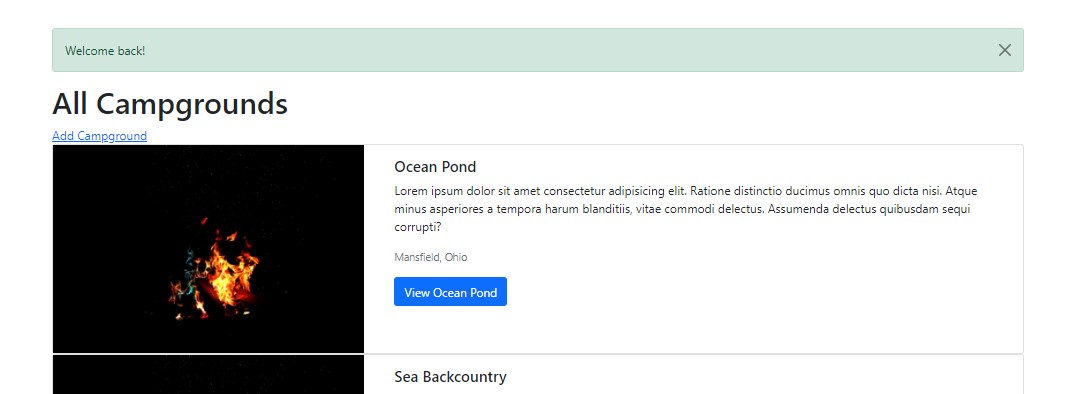 Welcome back!
All Campgrounds
Add Campground
Ocean Pond
Lorem ipsum dolor sit amet consectetur adipisicing elit. Ratione distinctio ducimus omnis quo dicta nisi. Atque
minus asperiores a tempora harum blanditiis, vitae commodi delectus. Assumenda delectus quibusdam sequi
corrupti?
Mansfield, Ohio
View Ocean Pond
Sea Backcountry